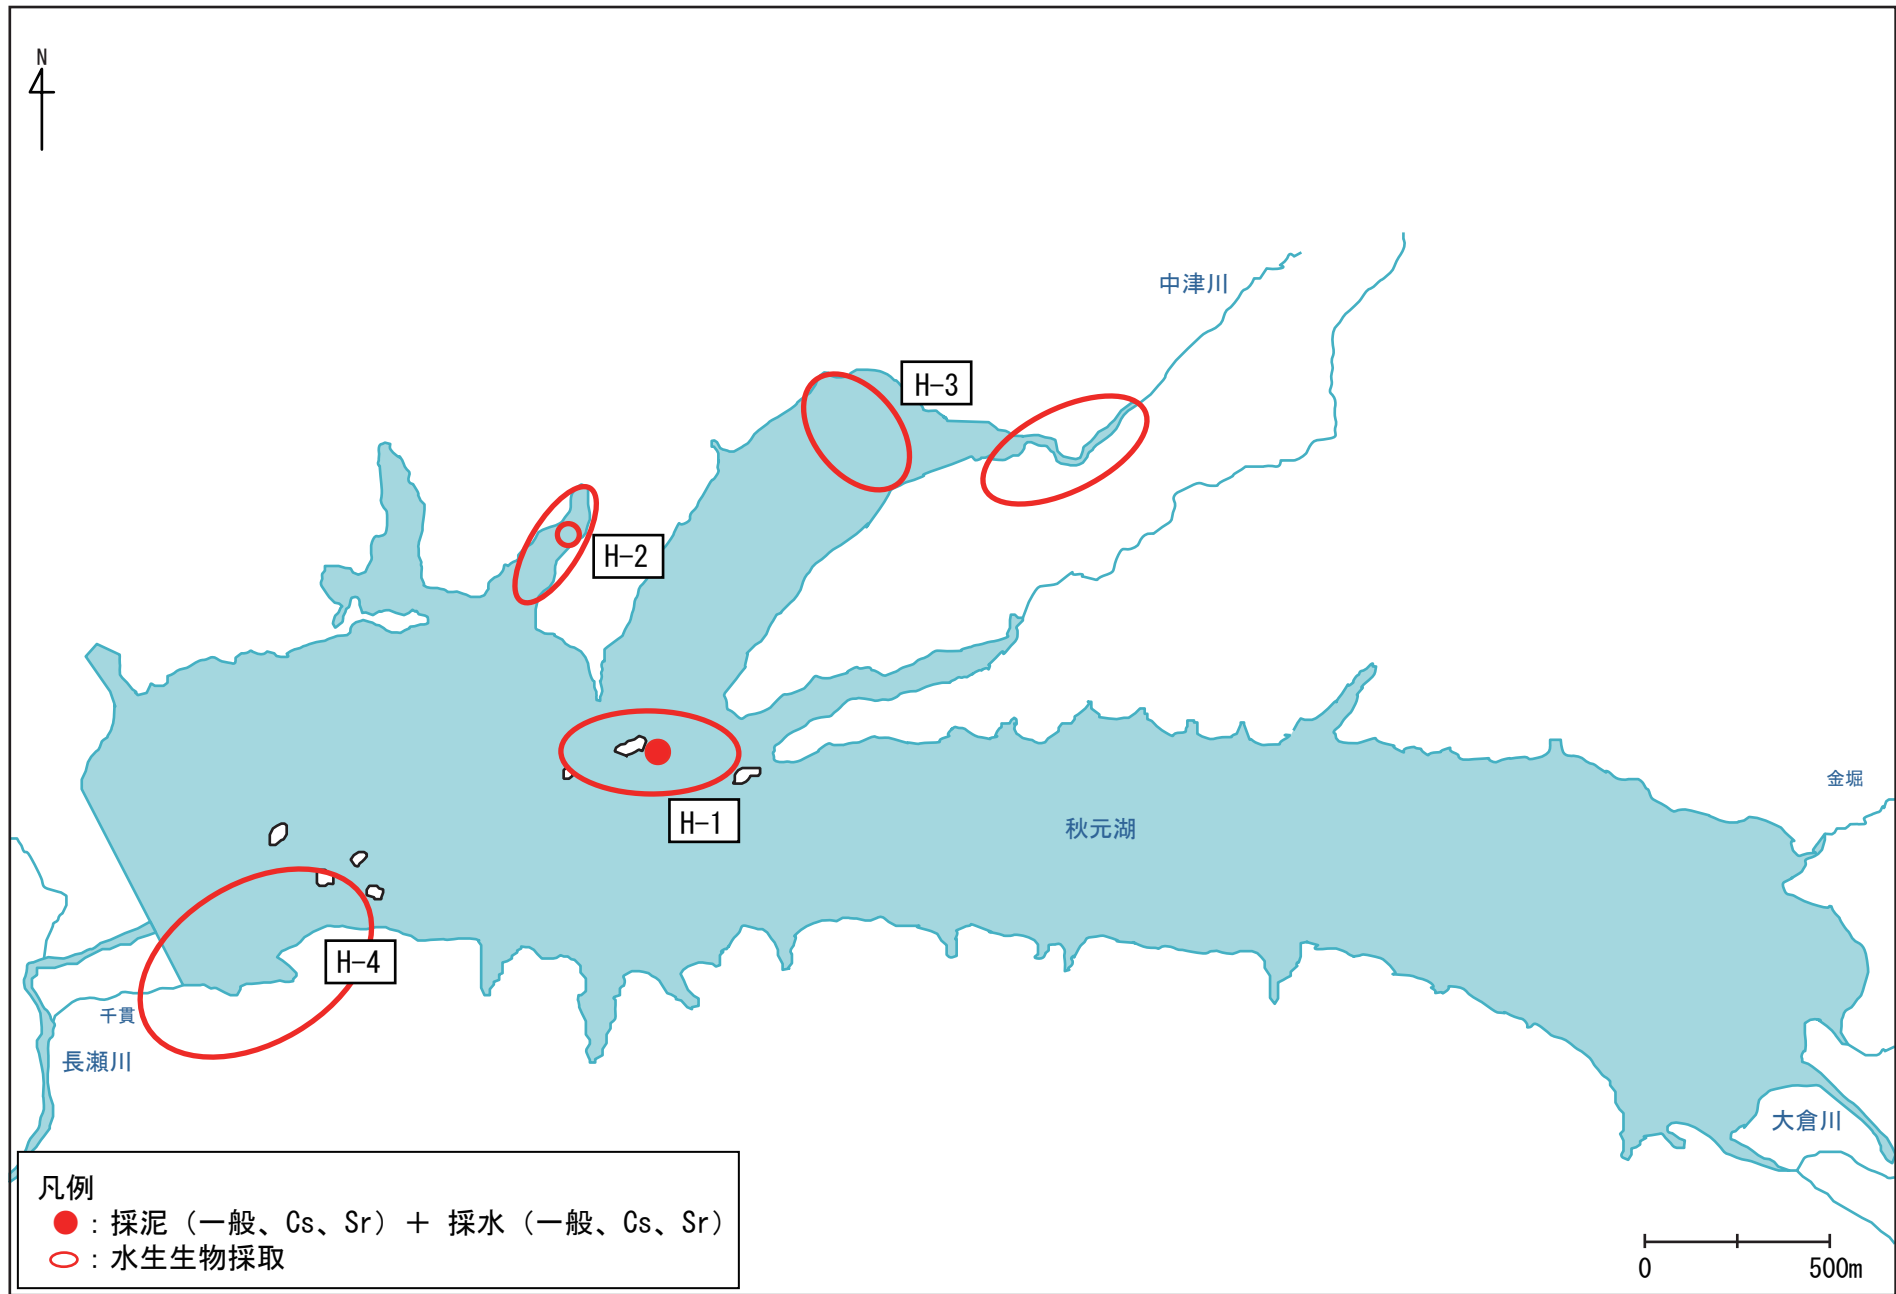 N
中津川
H-3
H-2
金堀
H-1
秋元湖
H-4
千貫
長瀬川
大倉川
凡例
：採泥（一般、Cs、Sr）＋ 採水（一般、Cs、Sr）
：水生生物採取
0 500m